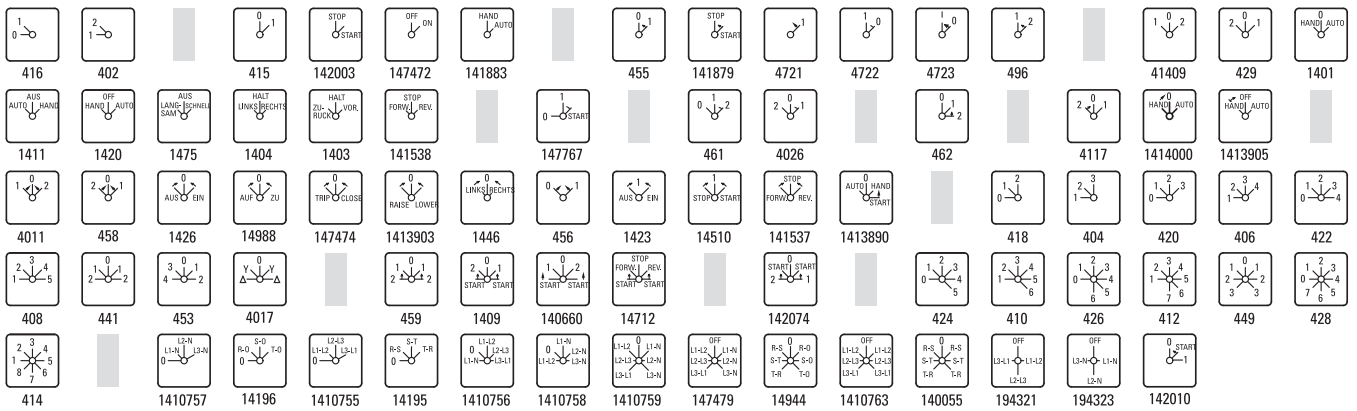 1
0
416
2
1
402
0
1
415
STOP
START
142003
OFF
ON
147472
HAND
AUTO
141883
0 1
455
STOP
START
141879
0
1
4721
1
0
4722
I
0
4723
1
2
496
0
1 2
41409
0
2 1
429
0
HAND AUTO
1401
AUS
AUTO HAND
1411
OFF
HAND AUTO
1420
AUS
LANG- SCHNELL
SAM
1475
HALT
LINKS RECHTS
1404
HALT
ZU- VOR.
RUCK
1403
STOP
FORW. REV.
141538
1
0 START
147767
0
1 2
461
0
1 2
4026
0
1
2
462
0
2 1
4117
0
HAND AUTO
1414000
OFF
HAND AUTO
1413905
0
1 2
4011
0
2 1
458
0
AUS EIN
1426
0
AUF ZU
14988
0
TRIP CLOSE
147474
0
RAISE LOWER
1413903
0
LINKS RECHTS
1446
0 1
456
1
AUS EIN
1423
1
STOP START
14510
STOP
FORW. REV.
141537
0
AUTO HAND
START
1413890
2
1
0
418
3
2
1
404
2
1 3
0
420
3
2 4
1
406
2
1 3
0 4
422
3
2 4
1 5
408
0
1 1
2 2
441
0
3 1
4 2
453
0
Y Y
Δ Δ
4017
0
1 1
2 2
459
0
2 1
START START
1409
0
1 2
START START
140660
STOP
FORW. REV.
START START
14712
0
START START
2 1
142074
2
1 3
0 4
5
424
3
2 4
1 5
6
410
2
1 3
0 4
5
6
426
3
2 4
1 5
6
7
412
0
1 1
2 2
3 3
449
2
1 3
0 4
7 5
6
428
3
2 4
1 5
8 6
7
414
L2-N
L1-N L3-N
0
1410757
S-O
R-O T-O
0
14196
L2-L3
L1-L2 L3-L1
0
1410755
S-T
R-S T-R
0
14195
L1-L2
0 L2-L3
L1-N L3-L1
1410756
L1-N
0 L2-N
L1-L2 L3-N
1410758
0
L1-L2 L1-N
L2-L3 L2-N
L3-L1 L3-N
1410759
OFF
L1-L2 L1-N
L2-L3 L2-N
L3-L1 L3-N
147479
0
R-S R-O
S-T S-O
T-R T-O
14944
OFF
L1-L2 L1-L2
L2-L3 L2-L3
L3-L1 L3-L1
1410763
0
R-S R-S
S-T S-T
T-R T-R
140055
OFF
L3-L1 L1-L2
L2-L3
194321
OFF
L3-N L1-N
L2-N
194323
0
START
1
142010